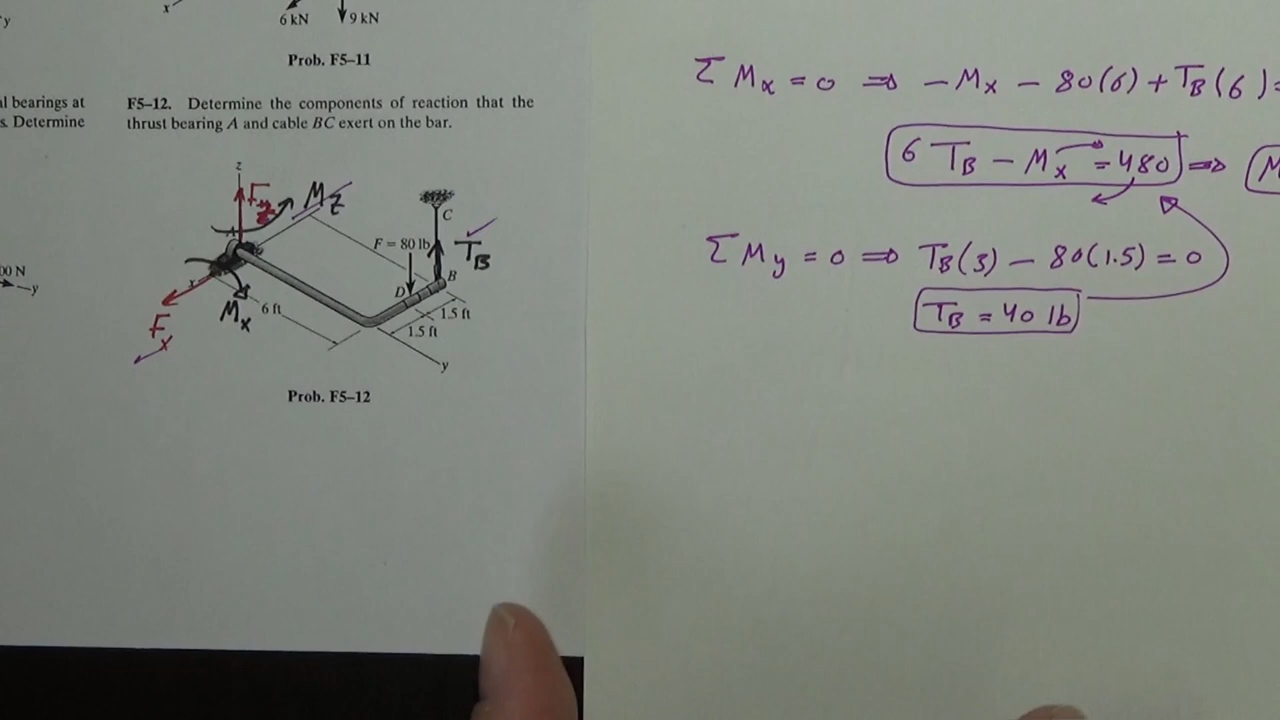 y
x
6 kN
9 kN
Prob. F5–11
al bearings at
s. Determine
F5–12. Determine the components of reaction that the
thrust bearing A and cable BC exert on the bar.
z
Mz
C
A
F = 80 lb
TB
B
D
x
00 N
y
Mx
6 ft
1.5 ft
1.5 ft
Fx
y
Prob. F5–12
Σ Mx = 0 ⇒ – Mx – 80(6) + TB(6) =
6 TB – Mx = 480 ⇒ M
Σ My = 0 ⇒ TB(3) – 80(1.5) = 0
TB = 40 lb